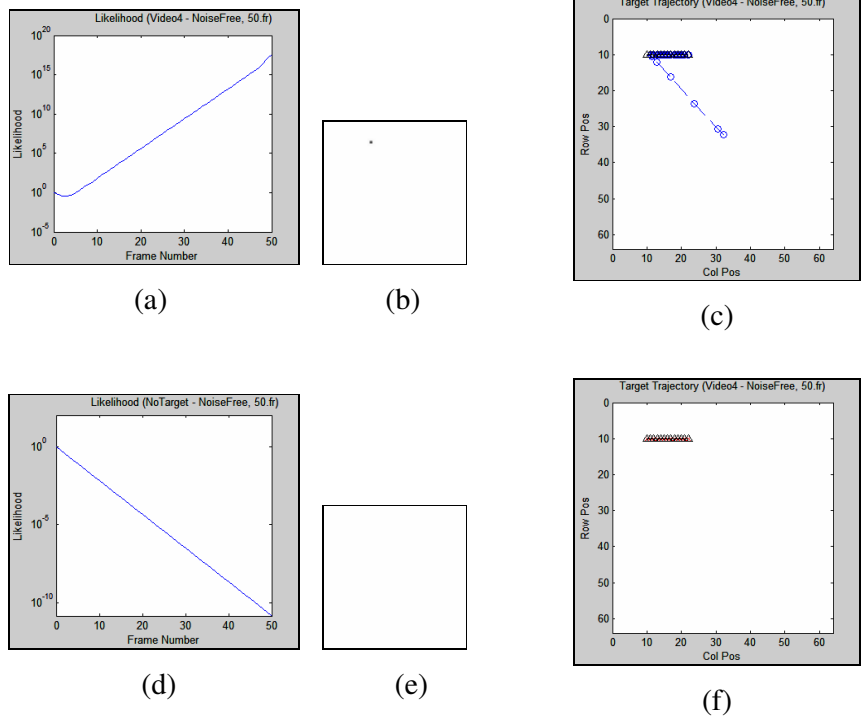 Likelihood (Video4 - NoiseFree, 50.fr)
10^20
10^15
10^10
10^5
10^0
10^-5
Likelihood
0 10 20 30 40 50
Frame Number
(a)
(b)
Target Trajectory (Video4 - NoiseFree, 50.fr)
0
10
20
30
40
50
60
Row Pos
0 10 20 30 40 50 60
Col Pos
(c)
Likelihood (NoTarget - NoiseFree, 50.fr)
10^0
10^-5
10^-10
Likelihood
0 10 20 30 40 50
Frame Number
(d)
(e)
Target Trajectory (Video4 - NoiseFree, 50.fr)
0
10
20
30
40
50
60
Row Pos
0 10 20 30 40 50 60
Col Pos
(f)